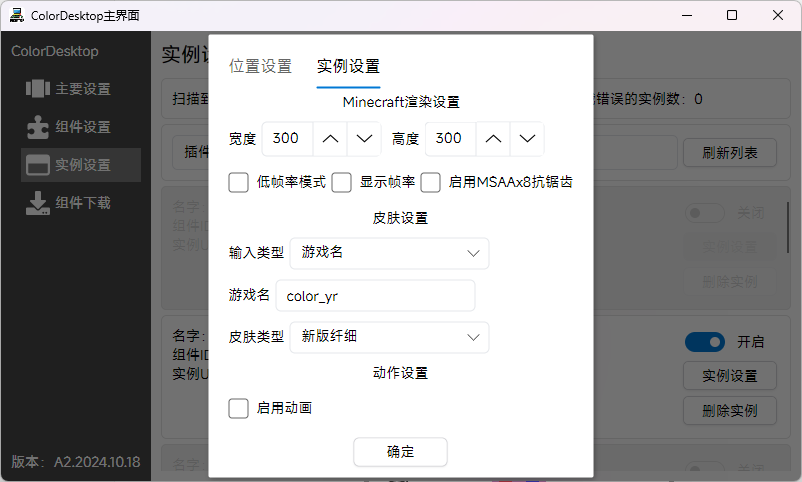 ColorDesktop主界面
ColorDesktop
主要设置
组件设置
实例设置
组件下载
版本：A2.2024.10.18
实例设
扫描到
错误的实例数：0
插件
刷新列表
名字
组件ID
实例U
关闭
实例设置
删除实例
名字：
组件ID
实例U
开启
实例设置
删除实例
名字
关闭
位置设置 实例设置
Minecraft渲染设置
宽度 300 高度 300
低帧率模式 显示帧率 启用MSAAx8抗锯齿
皮肤设置
输入类型 游戏名
游戏名 color_yr
皮肤类型 新版纤细
动作设置
启用动画
确定